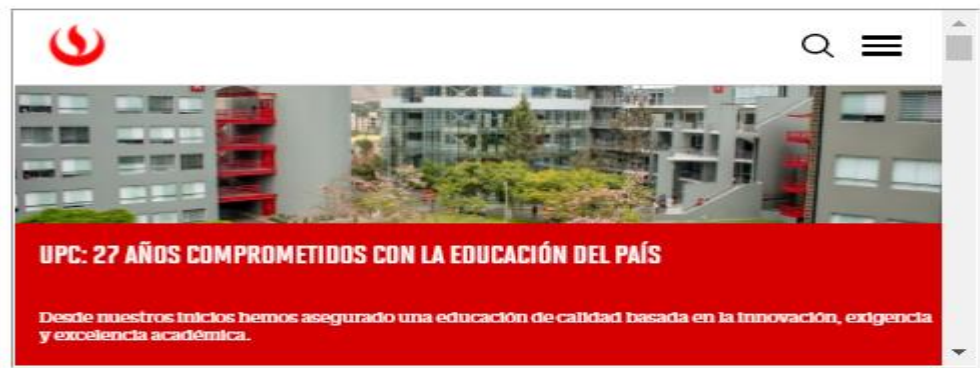 UPC: 27 AÑOS COMPROMETIDOS CON LA EDUCACIÓN DEL PAÍS
Desde nuestros inicios hemos asegurado una educación de calidad basada en la innovación, exigencia
y excelencia académica.